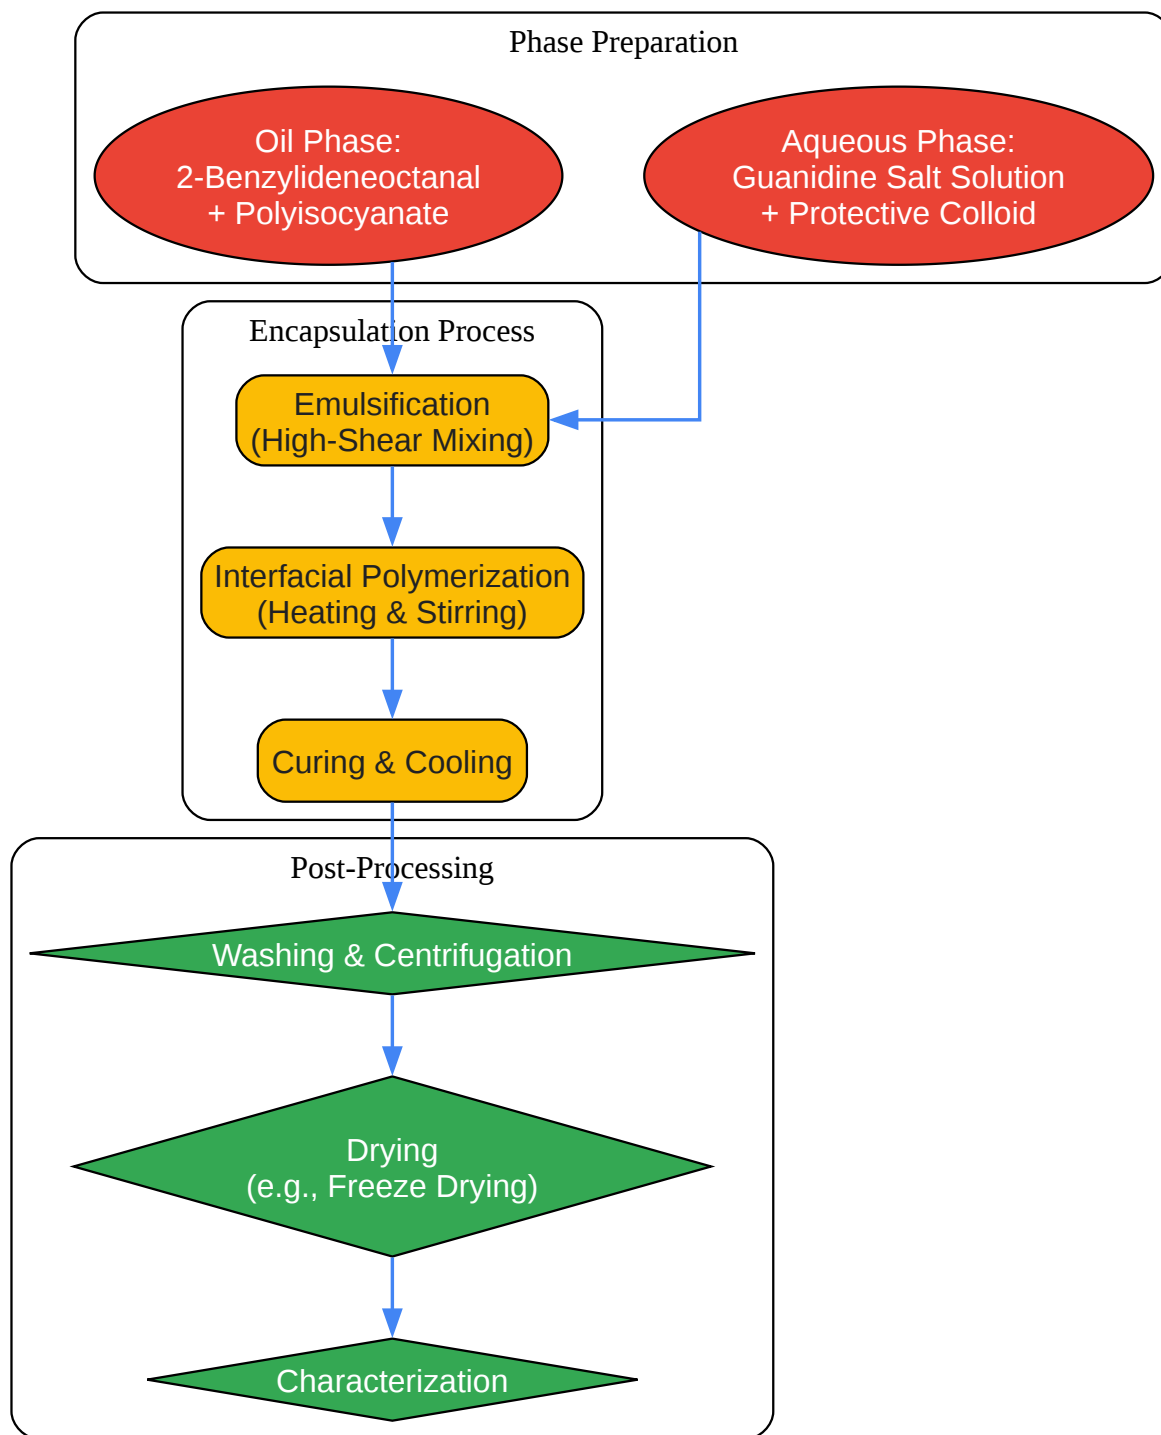 Phase Preparation
Oil Phase:
2-Benzylideneoctanal
+ Polyisocyanate
Aqueous Phase:
Guanidine Salt Solution
+ Protective Colloid
Encapsulation Process
Emulsification
(High-Shear Mixing)
Interfacial Polymerization
(Heating & Stirring)
Curing & Cooling
Post-Processing
Washing & Centrifugation
Drying
(e.g., Freeze Drying)
Characterization